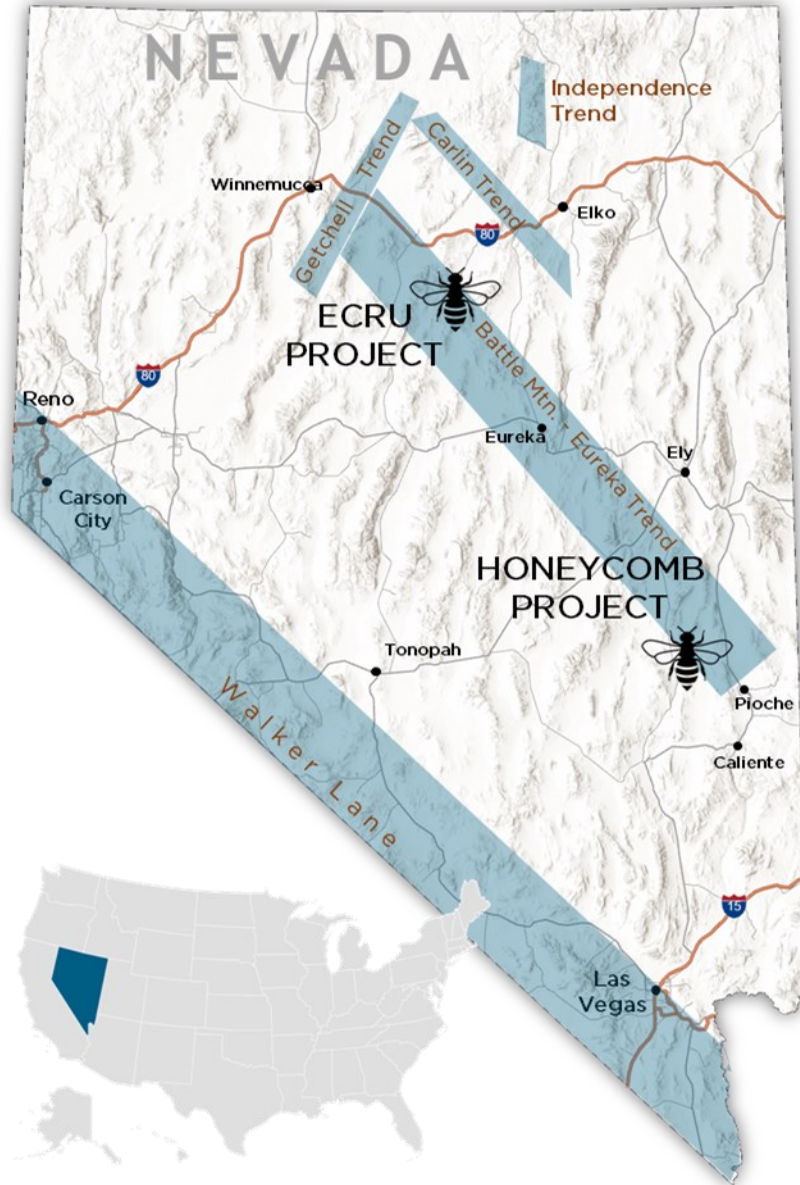 NEVADA
Independence
Trend
Getchell Trend
Carlin Trend
Winnemucca
Elko
80
ECRU
PROJECT
Battle Mtn. - Eureka Trend
80
Reno
Eureka
Ely
Carson
City
HONEYCOMB
PROJECT
Tonopah
Walker Lane
Pioche
Caliente
15
Las
Vegas